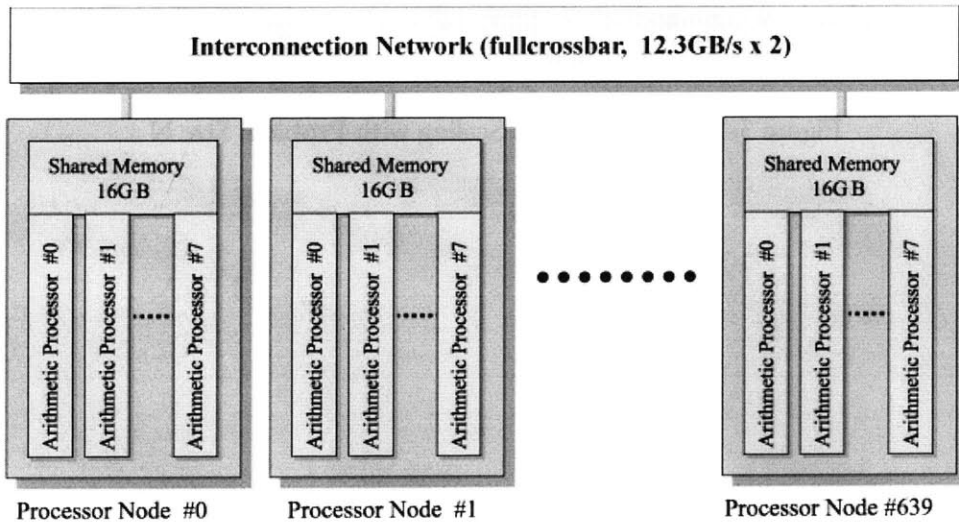 Interconnection Network (fullcrossbar, 12.3GB/s x 2)
Shared Memory
16GB
Arithmetic Processor #0
Arithmetic Processor #1
Arithmetic Processor #7
Processor Node #0
Shared Memory
16GB
Arithmetic Processor #0
Arithmetic Processor #1
Arithmetic Processor #7
Processor Node #1
Shared Memory
16GB
Arithmetic Processor #0
Arithmetic Processor #1
Arithmetic Processor #7
Processor Node #639